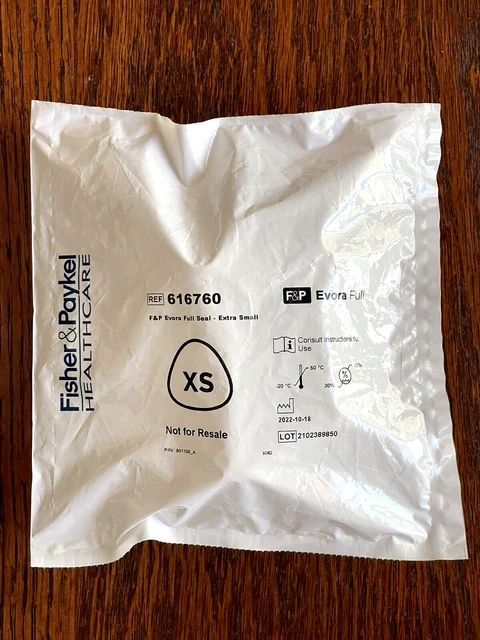 Fisher & Paykel
HEALTHCARE
REF 616760
F&P Evora Full Seal - Extra Small
XS
Not for Resale
P/N: 901105_A
F&P Evora Full
Consult Instructions for
Use
-20 °C 50 °C
30%
2022-10-18
LOT 2102389850